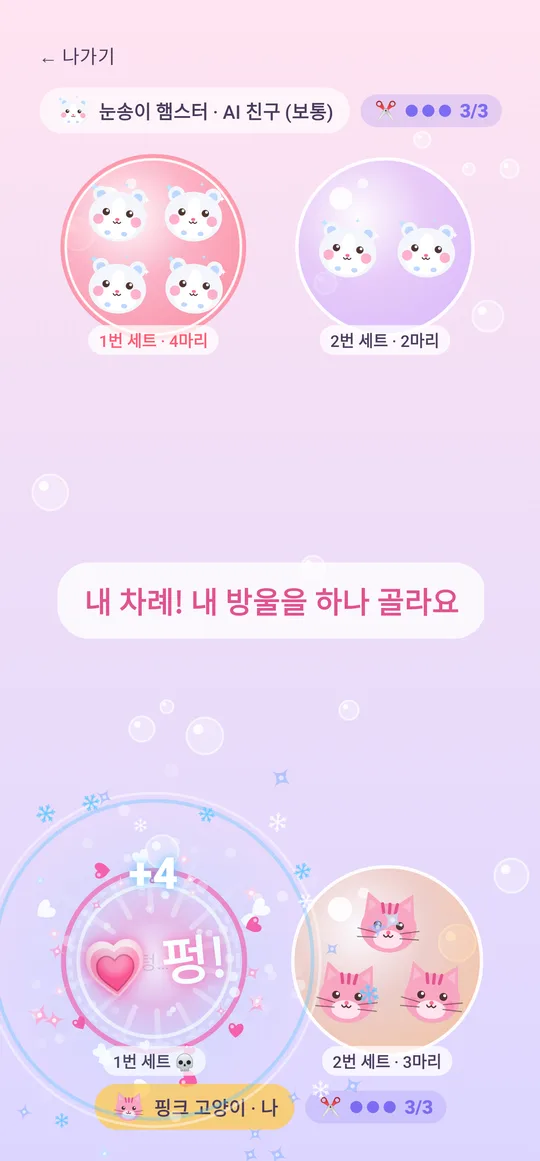 ← 나가기
눈송이 햄스터 · AI 친구 (보통)
3/3
1번 세트 · 4마리
2번 세트 · 2마리
내 차례! 내 방울을 하나 골라요
+4
펑!
1번 세트 💀
2번 세트 · 3마리
핑크 고양이 · 나
3/3